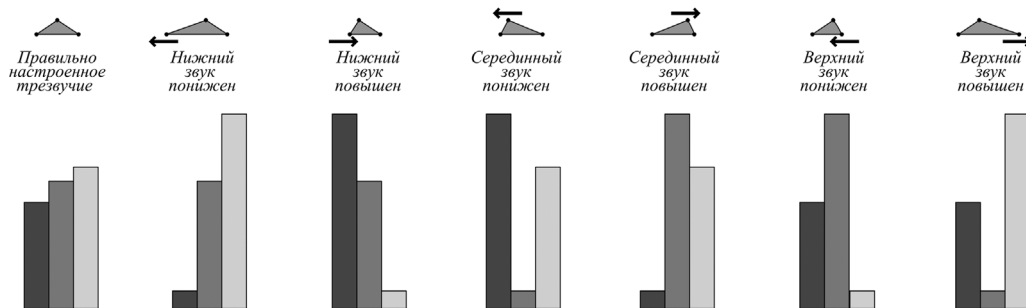 Правильно
настроенное
трезвучие
Нижний
звук
понижен
Нижний
звук
повышен
Серединный
звук
понижен
Серединный
звук
повышен
Верхний
звук
понижен
Верхний
звук
повышен